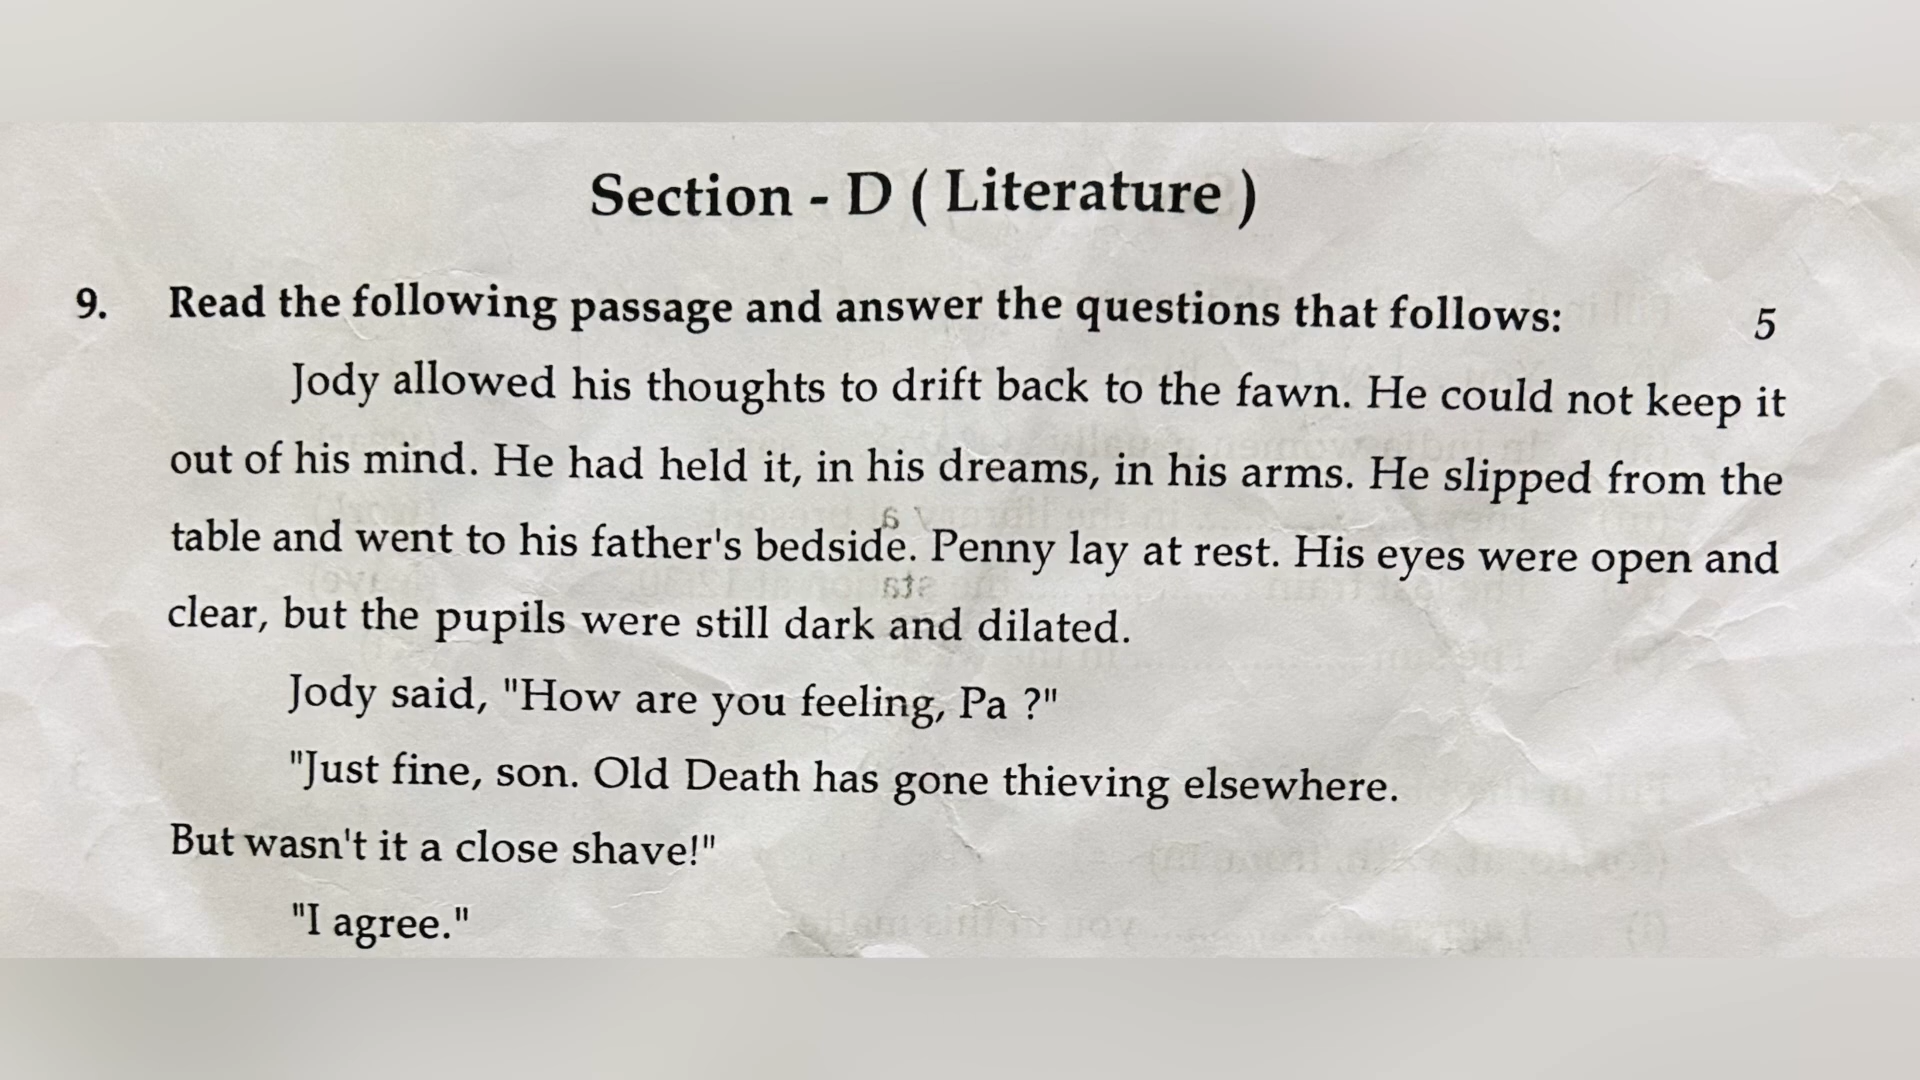 Section - D ( Literature )
9. Read the following passage and answer the questions that follows: 5
Jody allowed his thoughts to drift back to the fawn. He could not keep it
out of his mind. He had held it, in his dreams, in his arms. He slipped from the
table and went to his father's bedside. Penny lay at rest. His eyes were open and
clear, but the pupils were still dark and dilated.
Jody said, "How are you feeling, Pa ?"
"Just fine, son. Old Death has gone thieving elsewhere.
But wasn't it a close shave!"
"I agree."